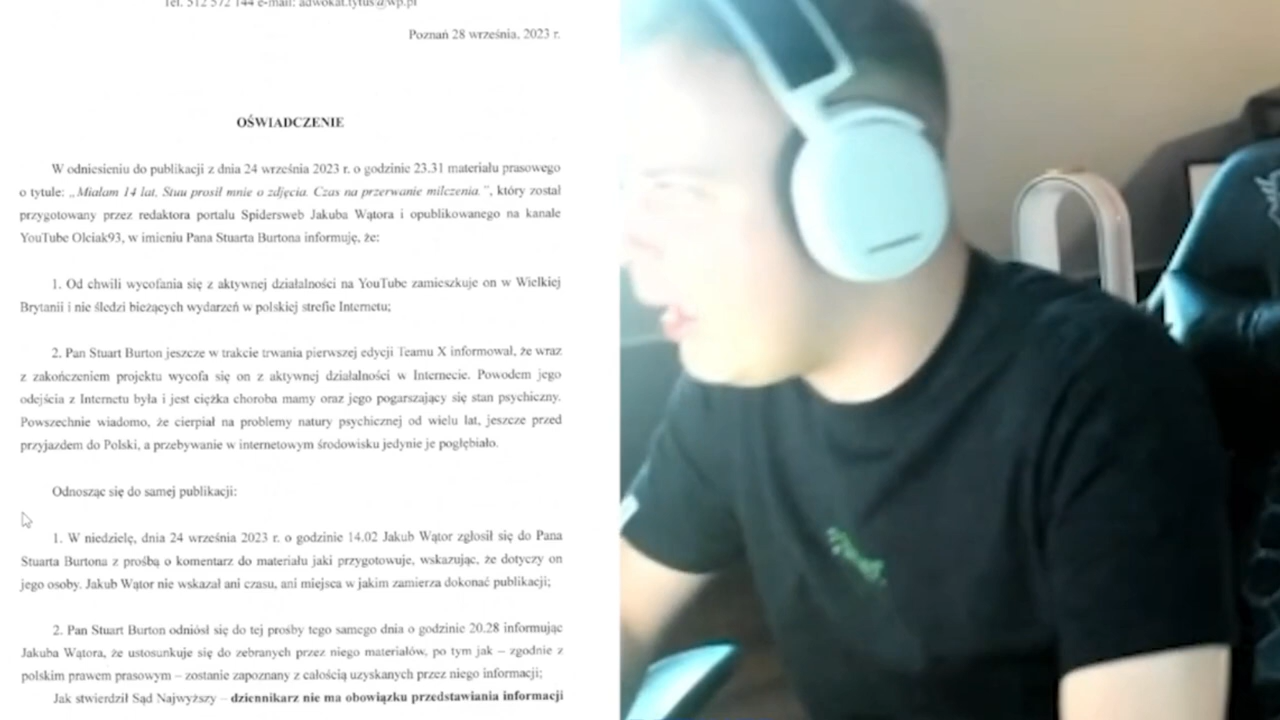 Tel. 512 572 144 e-mail: adwokat.tytus@wp.pl
Poznań 28 września, 2023 r.
OŚWIADCZENIE
W odniesieniu do publikacji z dnia 24 września 2023 r. o godzinie 23.31 materiału prasowego
o tytule: „Miałam 14 lat, Stuu prosił mnie o zdjęcia. Czas na przerwanie milczenia.", który został
przygotowany przez redaktora portalu Spidersweb Jakuba Wątora i opublikowanego na kanale
YouTube Olciak93, w imieniu Pana Stuarta Burtona informuję, że:
1. Od chwili wycofania się z aktywnej działalności na YouTube zamieszkuje on w Wielkiej
Brytanii i nie śledzi bieżących wydarzeń w polskiej strefie Internetu;
2. Pan Stuart Burton jeszcze w trakcie trwania pierwszej edycji Teamu X informował, że wraz
z zakończeniem projektu wycofa się on z aktywnej działalności w Internecie. Powodem jego
odejścia z Internetu była i jest ciężka choroba mamy oraz jego pogarszający się stan psychiczny.
Powszechnie wiadomo, że cierpiał na problemy natury psychicznej od wielu lat, jeszcze przed
przyjazdem do Polski, a przebywanie w internetowym środowisku jedynie je pogłębiało.
Odnosząc się do samej publikacji:
1. W niedzielę, dnia 24 września 2023 r. o godzinie 14.02 Jakub Wątor zgłosił się do Pana
Stuarta Burtona z prośbą o komentarz do materiału jaki przygotowuje, wskazując, że dotyczy on
jego osoby. Jakub Wątor nie wskazał ani czasu, ani miejsca w jakim zamierza dokonać publikacji;
2. Pan Stuart Burton odniósł się do tej prośby tego samego dnia o godzinie 20.28 informując
Jakuba Wątora, że ustosunkuje się do zebranych przez niego materiałów, po tym jak – zgodnie z
polskim prawem prasowym – zostanie zapoznany z całością uzyskanych przez niego informacji;
Jak stwierdził Sąd Najwyższy – dziennikarz nie ma obowiązku przedstawiania informacji